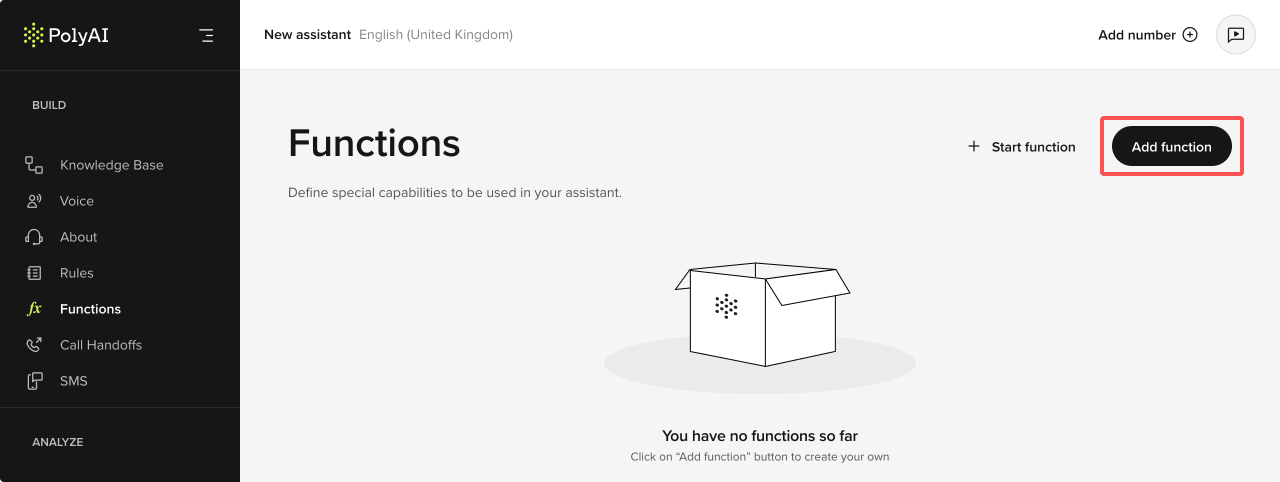 PolyAI
BUILD
Knowledge Base
Voice
About
Rules
fx Functions
Call Handoffs
SMS
ANALYZE
New assistant English (United Kingdom)
Add number
Functions
Start function
Add function
Define special capabilities to be used in your assistant.
You have no functions so far
Click on “Add function” button to create your own